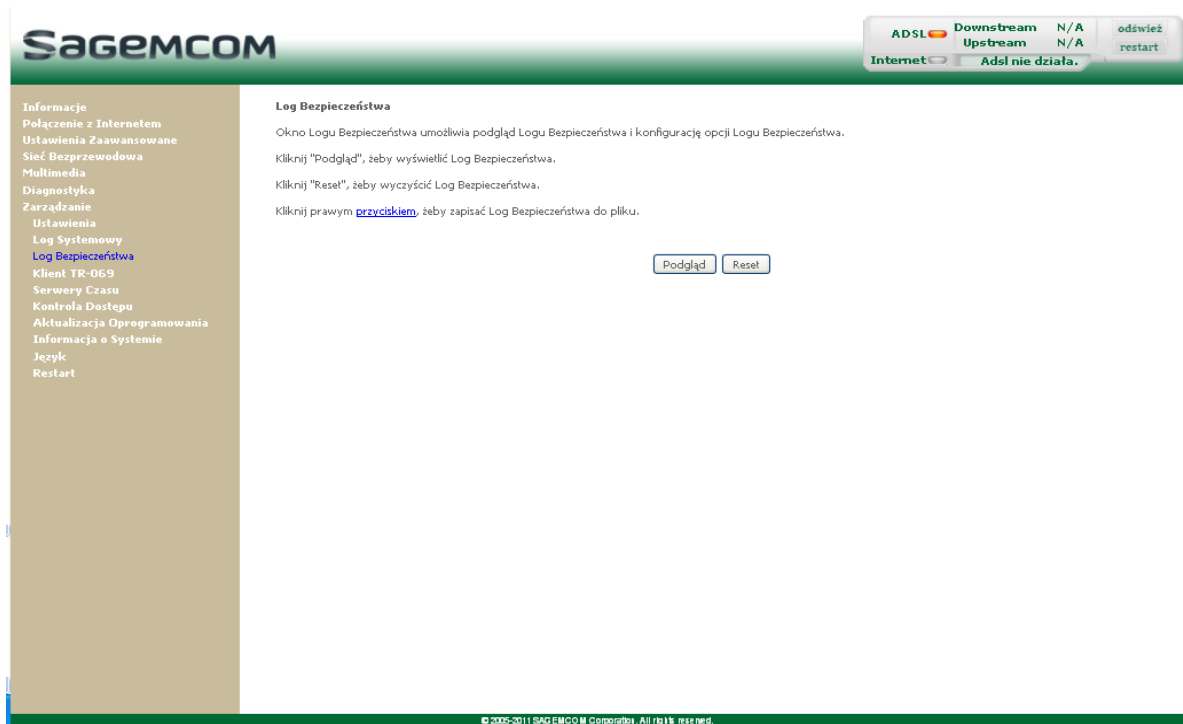 Sagemcom
ADSL Downstream N/A
Upstream N/A
Internet Adsl nie działa.
odśwież
restart
Informacje
Połączenie z Internetem
Ustawienia Zaawansowane
Sieć Bezprzewodowa
Multimedia
Diagnostyka
Zarządzanie
Ustawienia
Log Systemowy
Log Bezpieczeństwa
Klient TR-069
Serwery Czasu
Kontrola Dostępu
Aktualizacja Oprogramowania
Informacja o Systemie
Język
Restart
Log Bezpieczeństwa
Okno Logu Bezpieczeństwa umożliwia podgląd Logu Bezpieczeństwa i konfigurację opcji Logu Bezpieczeństwa.
Kliknij "Podgląd", żeby wyświetlić Log Bezpieczeństwa.
Kliknij "Reset", żeby wyczyścić Log Bezpieczeństwa.
Kliknij prawym przyciskiem, żeby zapisać Log Bezpieczeństwa do pliku.
Podgląd Reset
© 2005-2011 SAGEMCOM Corporation. All rights reserved.